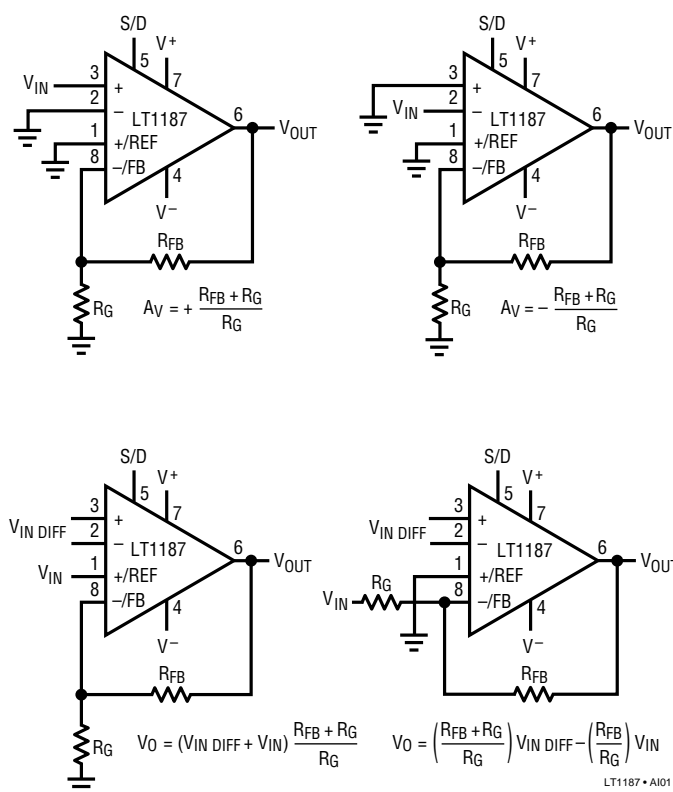 S/D
V+
5
7
VIN
3
+
2
−
LT1187
6
VOUT
1
+/REF
8
−/FB
4
V−
RFB
RG
AV = + RFB + RG
RG
S/D
V+
5
7
3
+
VIN
2
−
LT1187
6
VOUT
1
+/REF
8
−/FB
4
V−
RFB
RG
AV = − RFB + RG
RG
S/D
V+
5
7
3
+
VIN DIFF
2
−
LT1187
6
VOUT
VIN
1
+/REF
8
−/FB
4
V−
RFB
RG
VO = (VIN DIFF + VIN) RFB + RG
RG
S/D
V+
5
7
3
+
VIN DIFF
2
−
LT1187
6
VOUT
1
+/REF
RG
VIN
8
−/FB
4
V−
RFB
VO = (RFB + RG / RG) VIN DIFF − (RFB / RG) VIN
LT1187 • AI01